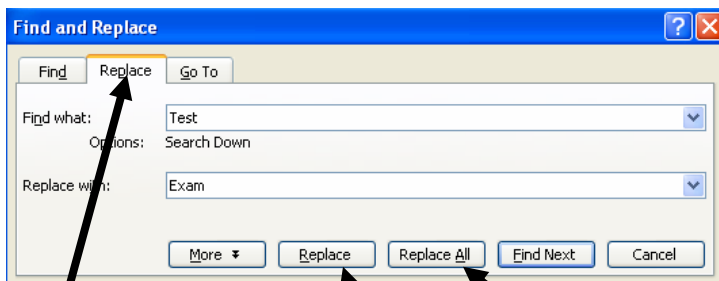 Find and Replace
Find Replace Go To
Find what: Test
Options: Search Down
Replace with: Exam
More Replace Replace All Find Next Cancel